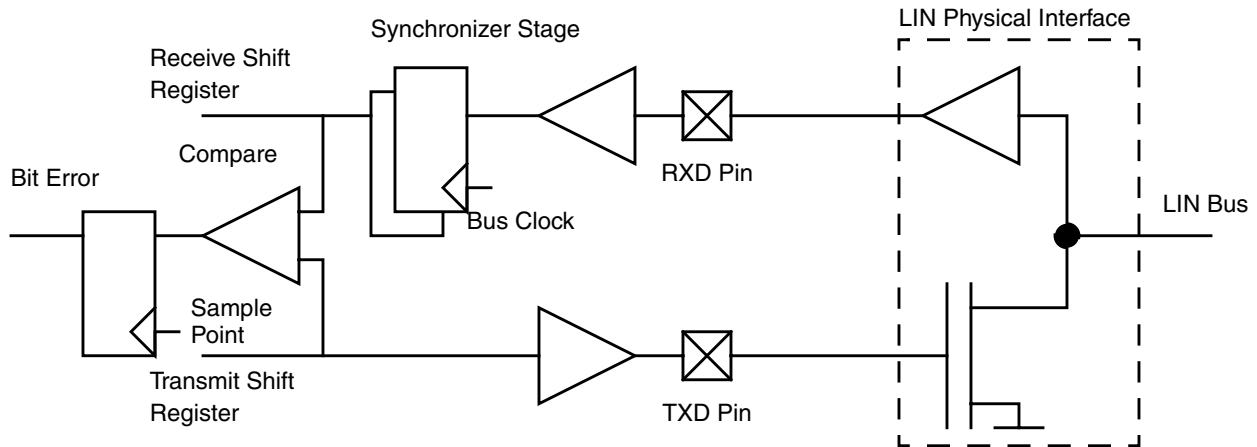 LIN Physical Interface
Synchronizer Stage
Receive Shift
Register
Compare
RXD Pin
Bit Error
Bus Clock
LIN Bus
Sample
Point
Transmit Shift
Register
TXD Pin